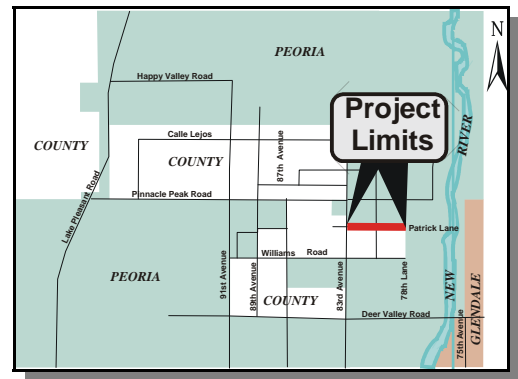 N
PEORIA
Happy Valley Road
Project
Limits
RIVER
Calle Lejos
87th Avenue
COUNTY
COUNTY
Lake Pleasant Road
Pinnacle Peak Road
Patrick Lane
Williams Road
PEORIA
91st Avenue
89th Avenue
83rd Avenue
78th Lane
NEW
GLENDALE
COUNTY
Deer Valley Road
75th Avenue